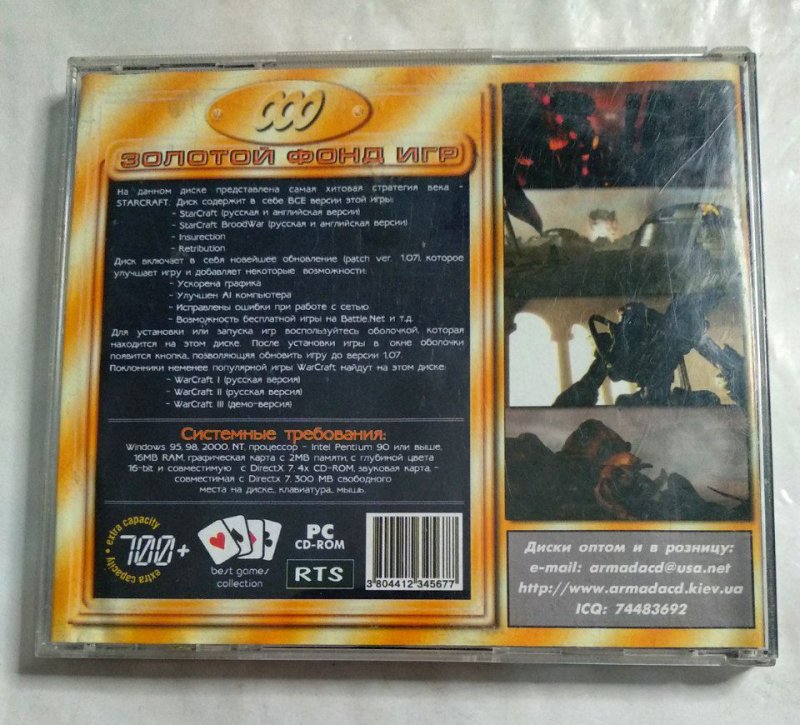 ЗОЛОТОЙ ФОНД ИГР
На данном диске представлена самая хитовая стратегия века -
STARCRAFT. Диск содержит в себе ВСЕ версии этой игры:
- StarCraft (русская и английская версии)
- StarCraft BroodWar (русская и английская версии)
- Insurection
- Retribution
Диск включает в себя новейшее обновление (patch ver. 1.07), которое
улучшает игру и добавляет некоторые возможности:
- Ускорена графика
- Улучшен AI компьютера
- Исправлены ошибки при работе с сетью
- Возможность бесплатной игры на Battle.Net и т.д.
Для установки или запуска игр воспользуйтесь оболочкой, которая
находится на этом диске. После установки игры в окне оболочки
появится кнопка, позволяющая обновить игру до версии 1.07.
Поклонники неменее популярной игры WarCraft найдут на этом диске:
- WarCraft I (русская версия)
- WarCraft II (русская версия)
- WarCraft III (демо-версия)
Системные требования:
Windows 95, 98, 2000, NT, процессор - Intel Pentium 90 или выше,
16MB RAM, графическая карта с 2MB памяти, с глубиной цвета
16-bit и совместимую с DirectX 7, 4x CD-ROM, звуковая карта, -
совместимая с Directx 7, 300 MB свободного
места на диске, клавиатура, мышь.
extra capacity
700+
extra capacity
best games
collection
PC
CD-ROM
RTS
3 804412 345677
Диски оптом и в розницу:
e-mail: armadacd@usa.net
http://www.armadacd.kiev.ua
ICQ: 74483692